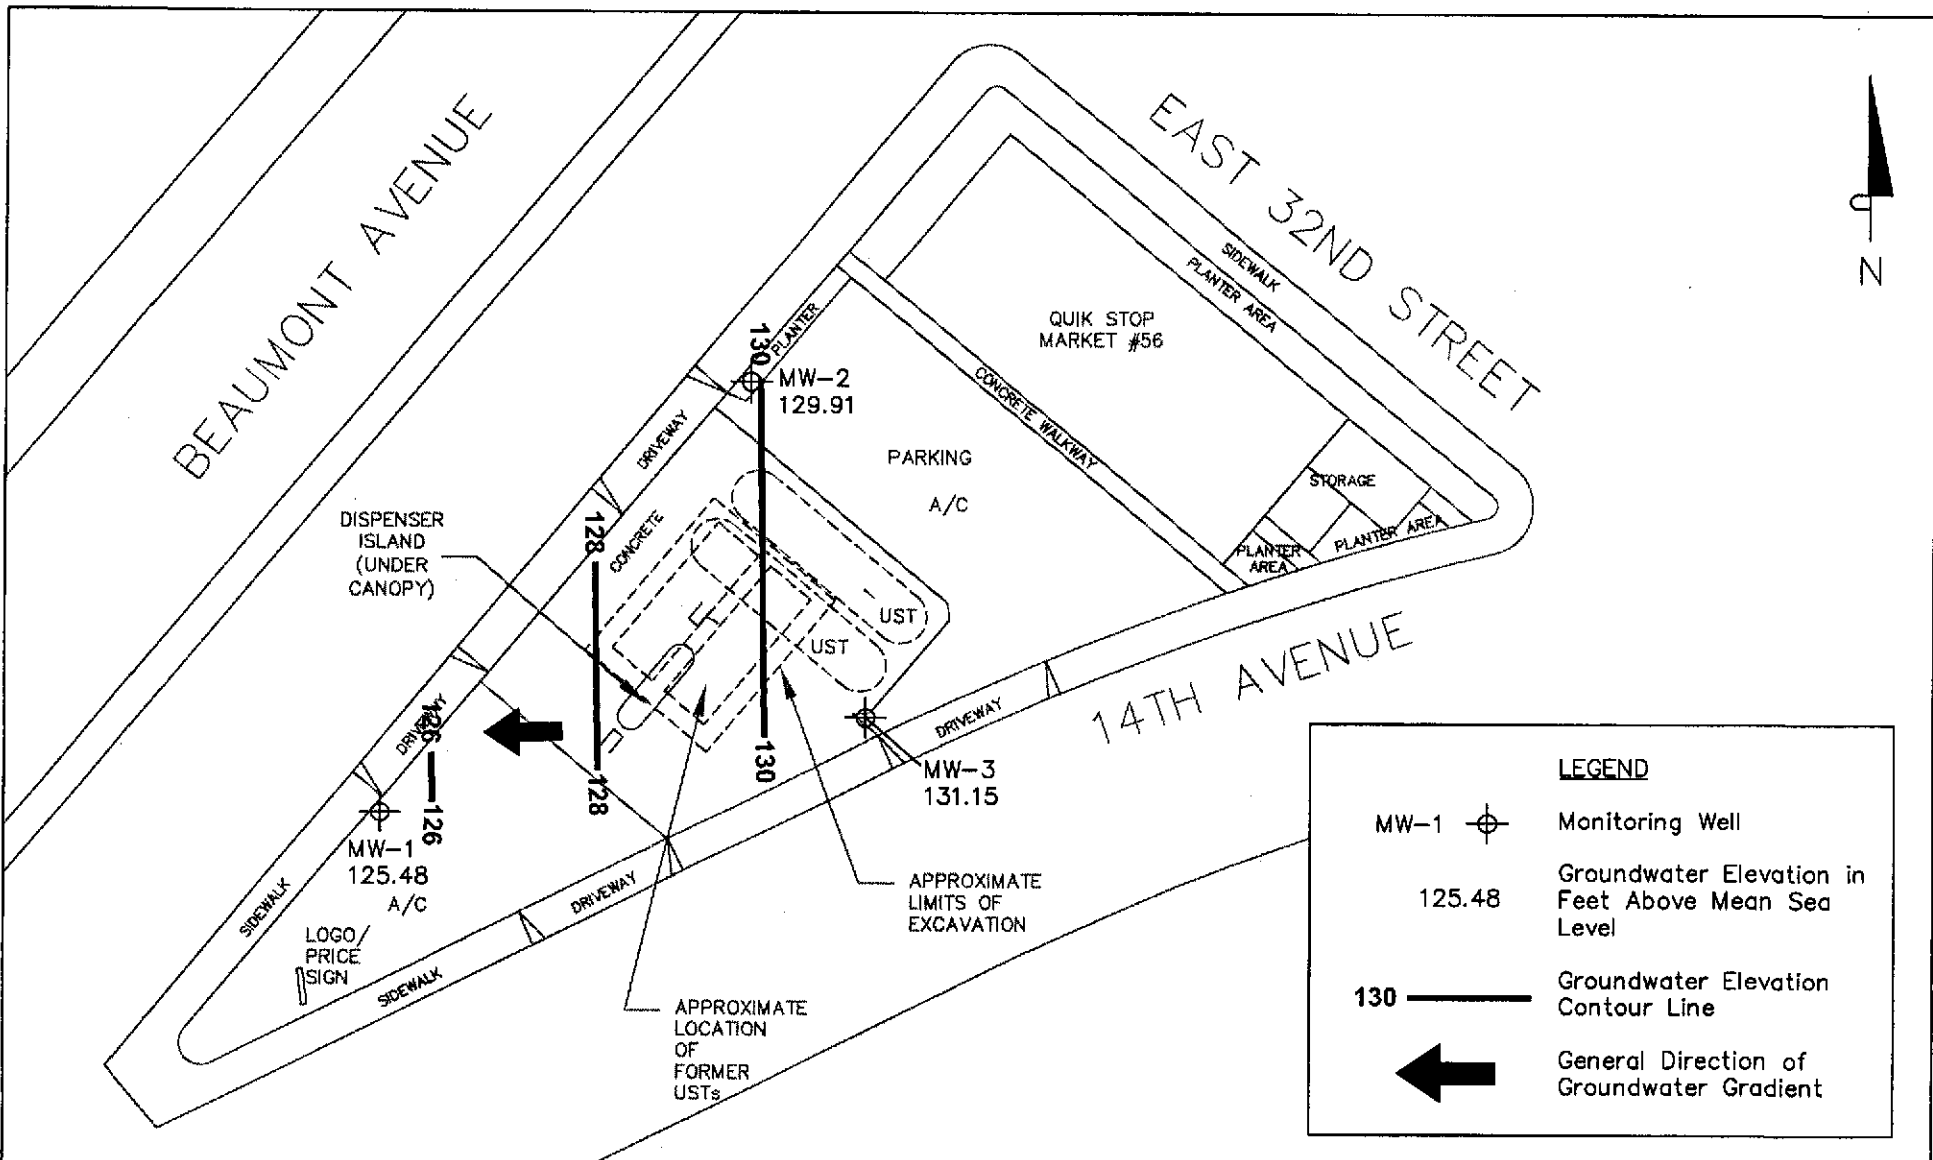 EAST 32ND STREET
BEAUMONT AVENUE
N
SIDEWALK
PLANTER AREA
QUIK STOP
MARKET #56
130
PLANTER
MW-2
129.91
CONCRETE WALKWAY
DRIVEWAY
PARKING
A/C
STORAGE
PLANTER AREA
PLANTER
AREA
DISPENSER
ISLAND
(UNDER
CANOPY)
128
CONCRETE
UST
UST
14TH AVENUE
DRIVEWAY
126
DRIVEWAY
130
MW-3
131.15
128
126
MW-1
125.48
A/C
SIDEWALK
LOGO/
PRICE
SIGN
DRIVEWAY
SIDEWALK
APPROXIMATE
LIMITS OF
EXCAVATION
APPROXIMATE
LOCATION
OF
FORMER
USTs
LEGEND
MW-1
Monitoring Well
125.48
Groundwater Elevation in
Feet Above Mean Sea
Level
130
Groundwater Elevation
Contour Line
General Direction of
Groundwater Gradient